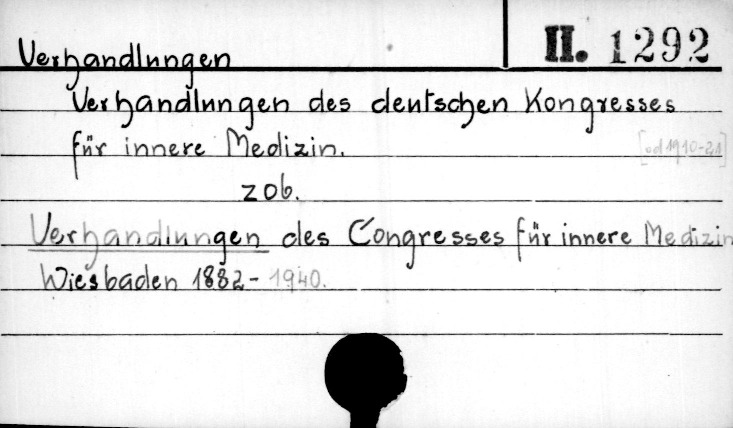 Verhandlungen II. 1292
Verhandlungen des deutschen Kongresses
für innere Medizin. [od 1910-21]
zob.
Verhandlungen des Congresses für innere Medizin
Wiesbaden 1882-1940.